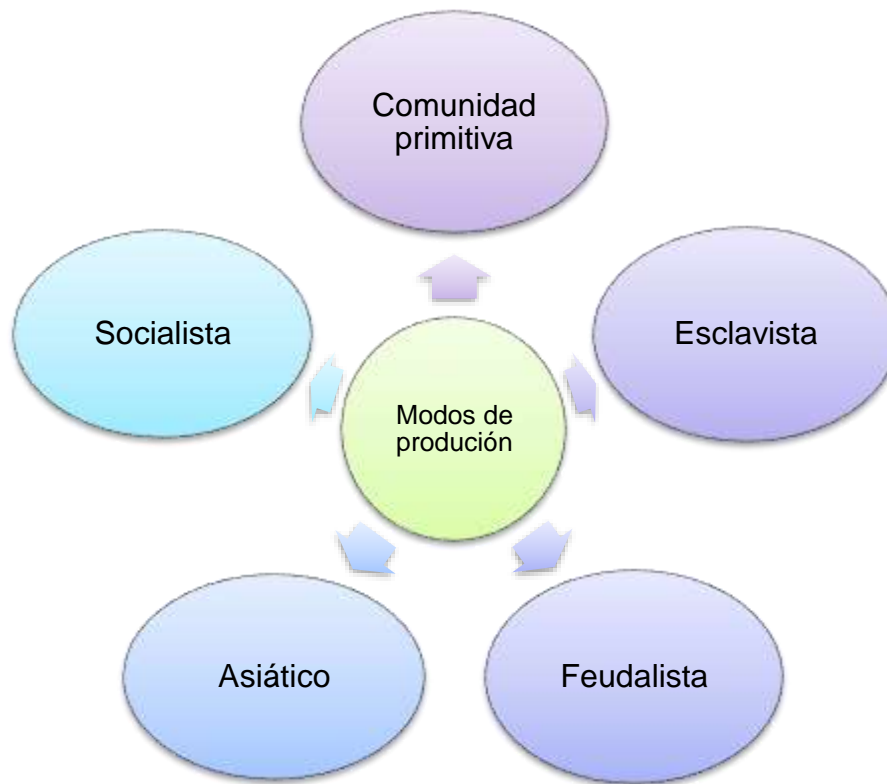 Comunidad
primitiva
Socialista
Esclavista
Modos de
produción
Asiático
Feudalista